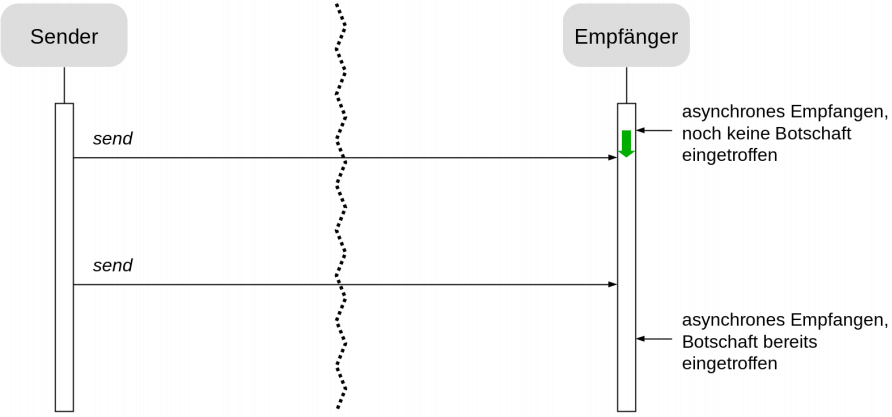 Sender
Empfänger
asynchrones Empfangen,
noch keine Botschaft
eingetroffen
send
send
asynchrones Empfangen,
Botschaft bereits
eingetroffen